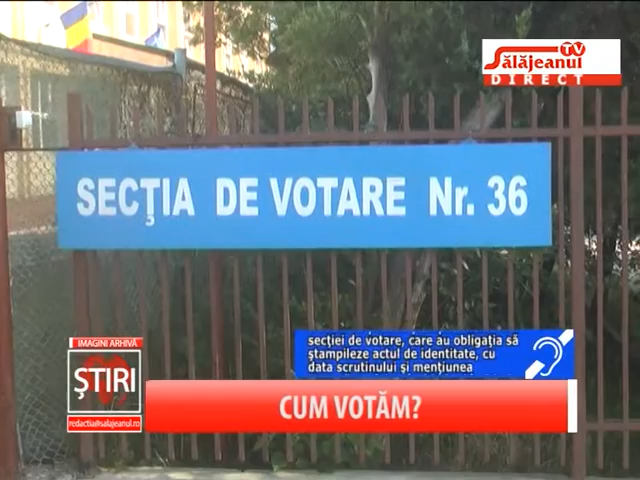 Sălăjeanul TV
DIRECT
SECŢIA DE VOTARE Nr. 36
secţiei de votare, care au obligaţia să
ştampileze actul de identitate, cu
data scrutinului şi menţiunea
IMAGINI ARHIVĂ
ŞTIRI
redactia@salajeanul.ro
CUM VOTĂM?